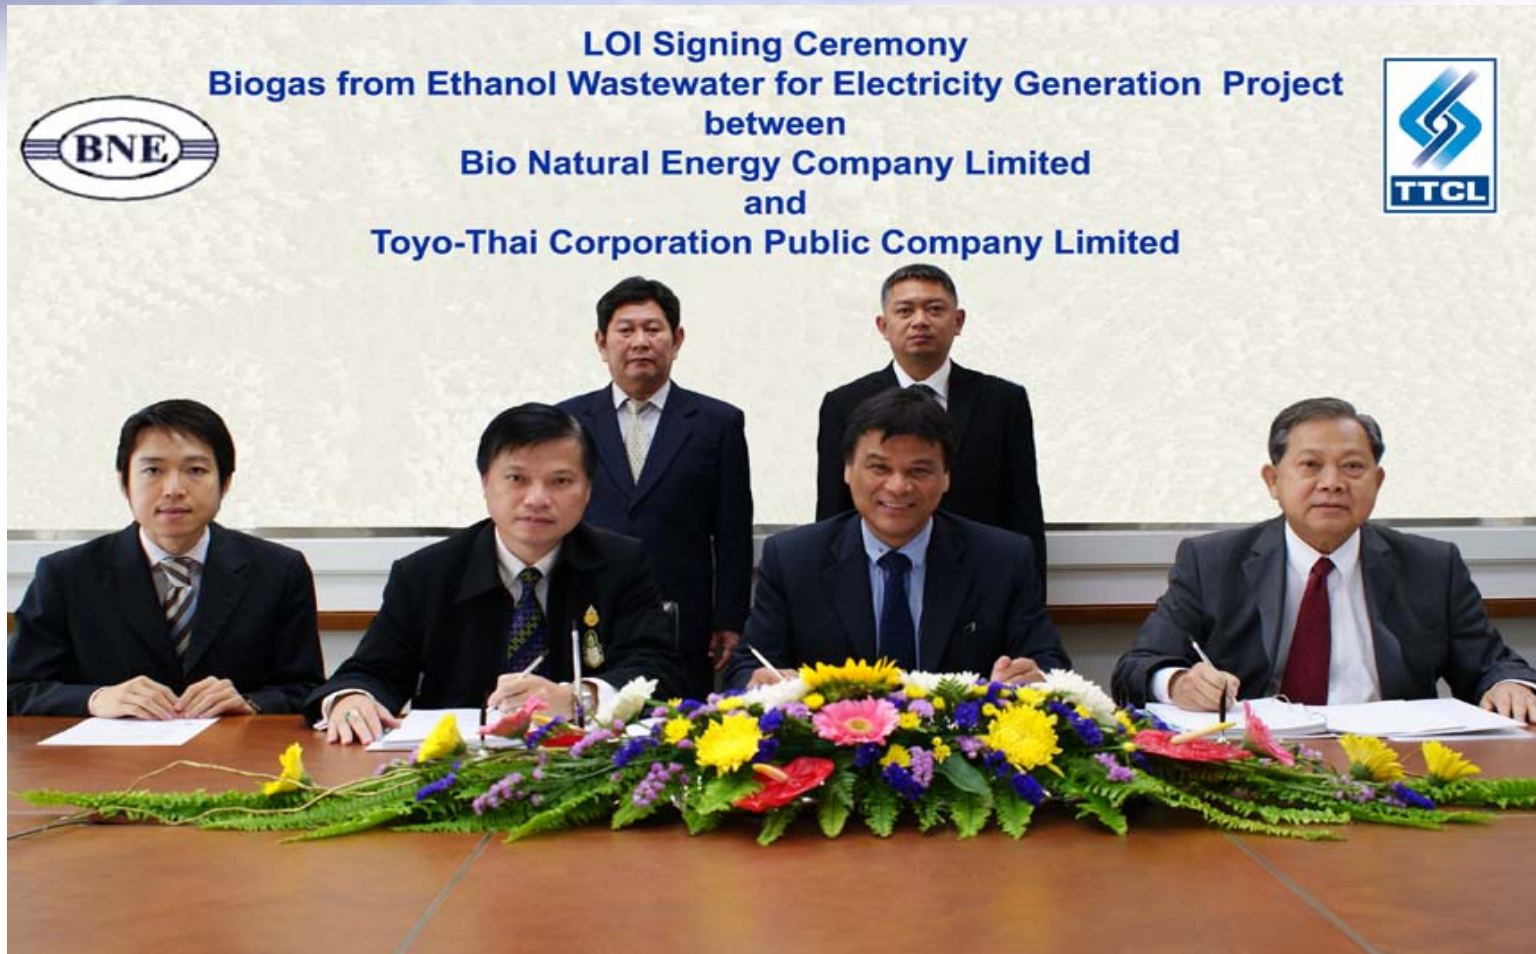 LOI Signing Ceremony
Biogas from Ethanol Wastewater for Electricity Generation Project
between
Bio Natural Energy Company Limited
and
Toyo-Thai Corporation Public Company Limited
BNE
TTCL